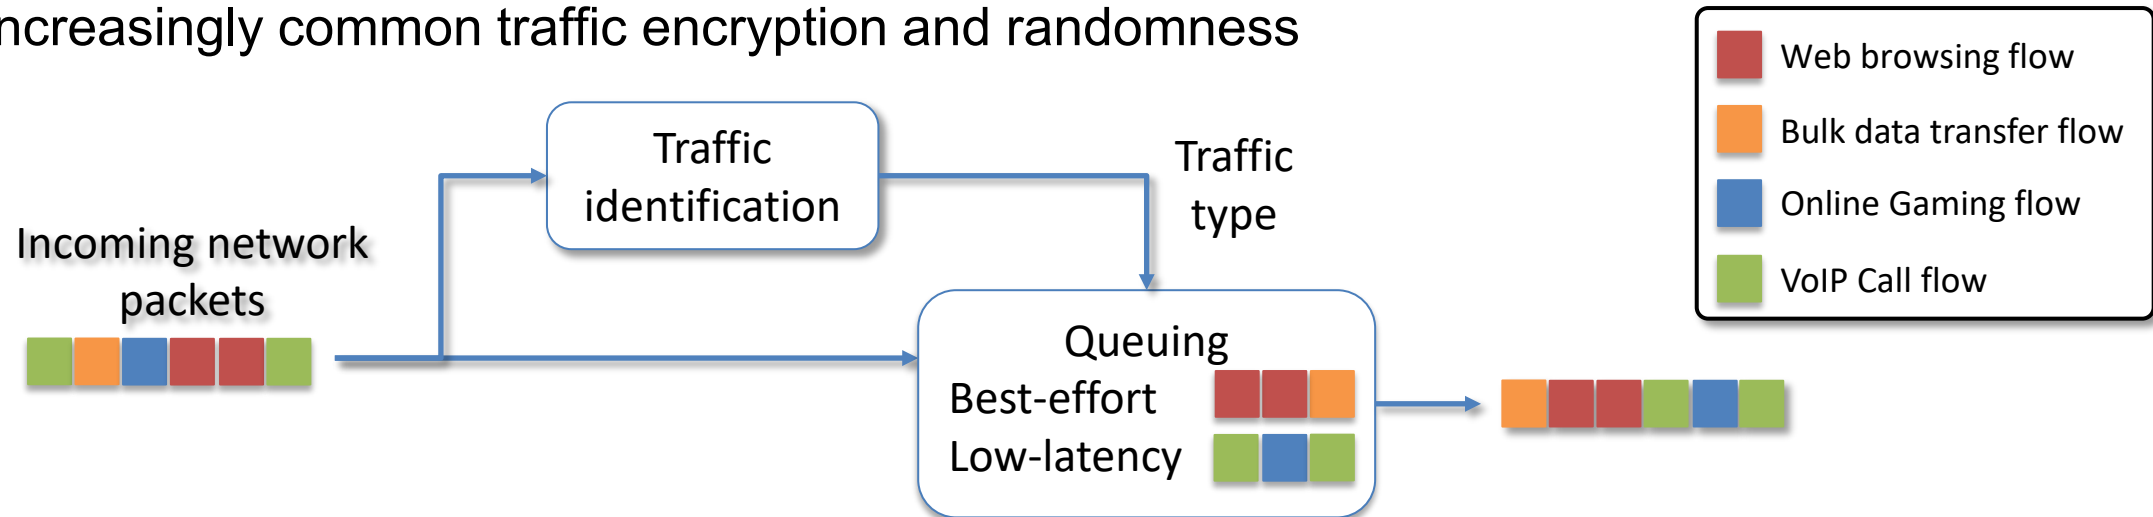 ncreasingly common traffic encryption and randomness
Web browsing flow
Bulk data transfer flow
Online Gaming flow
VoIP Call flow
Traffic
identification
Traffic
type
Incoming network
packets
Queuing
Best-effort
Low-latency